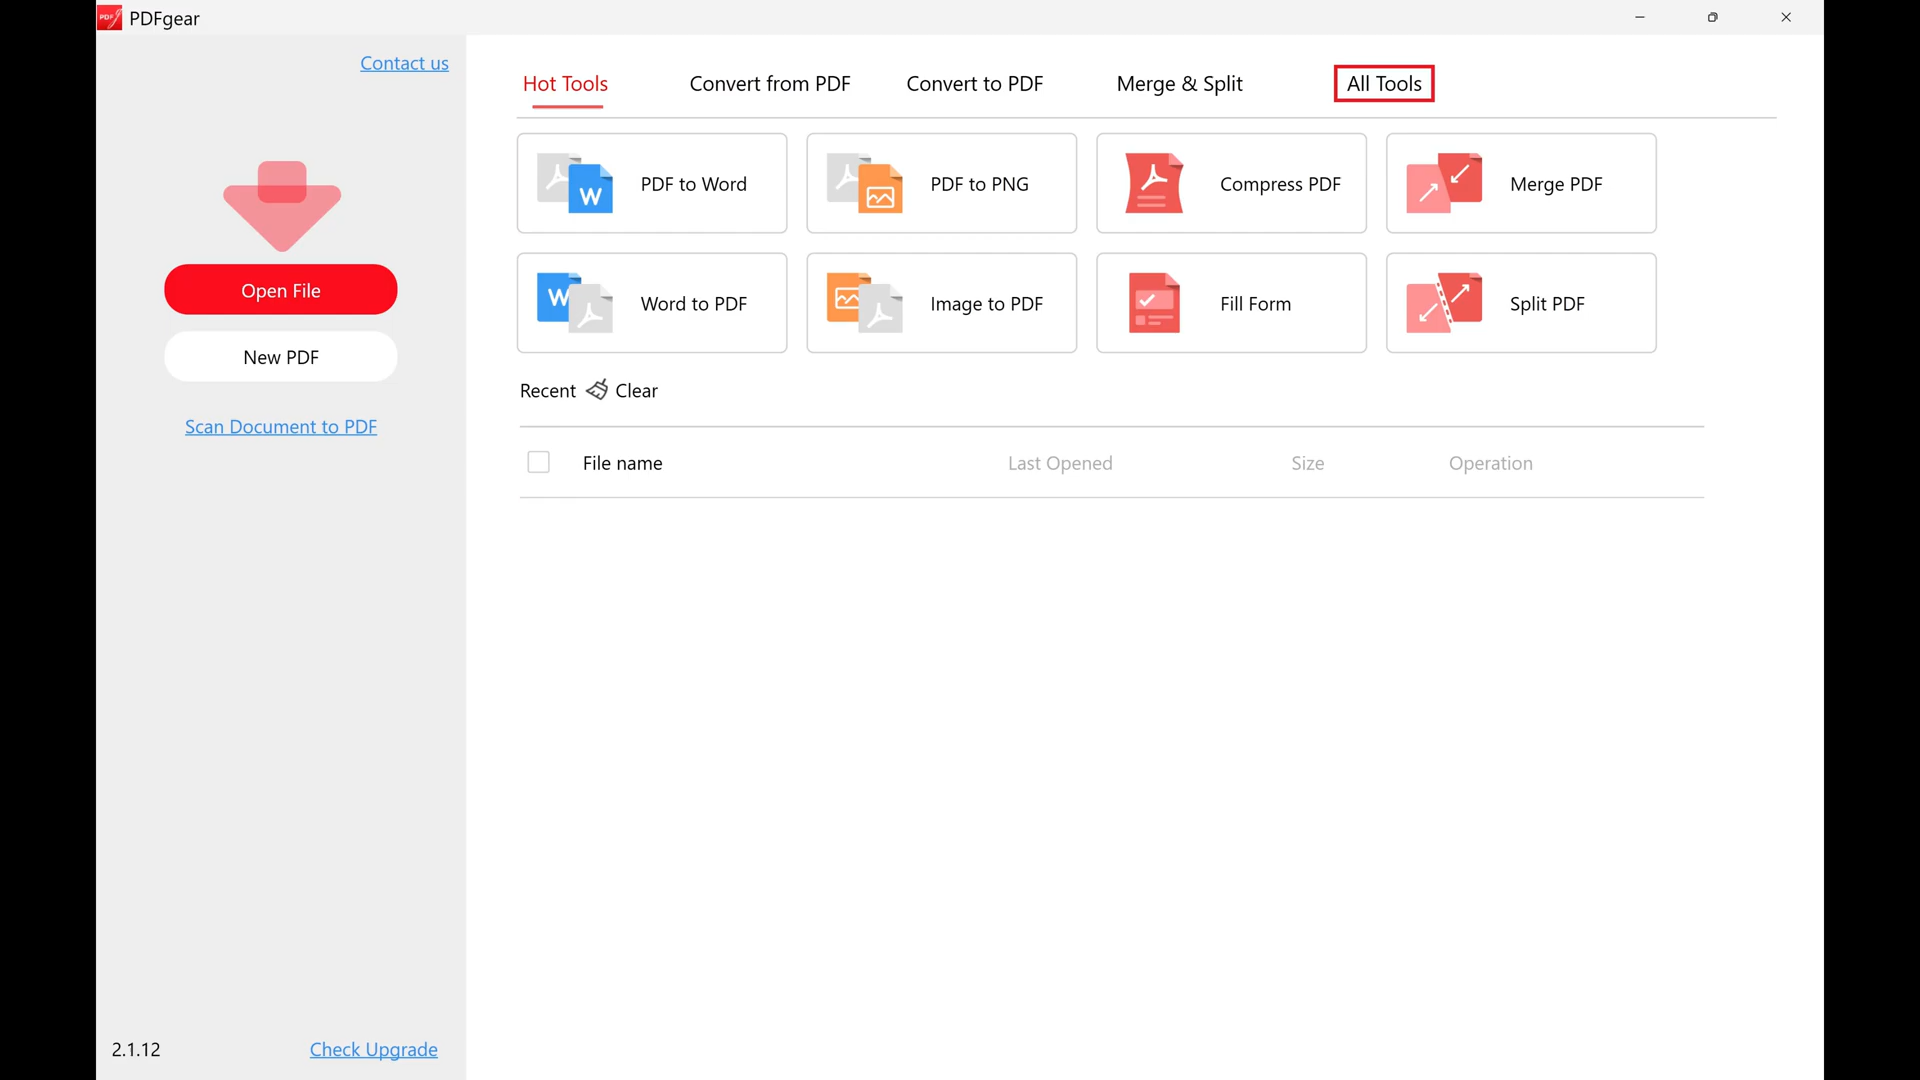 PDFgear
Contact us
Open File
New PDF
Scan Document to PDF
2.1.12
Check Upgrade
Hot Tools
Convert from PDF
Convert to PDF
Merge & Split
All Tools
PDF to Word
PDF to PNG
Compress PDF
Merge PDF
Word to PDF
Image to PDF
Fill Form
Split PDF
Recent Clear
File name Last Opened Size Operation